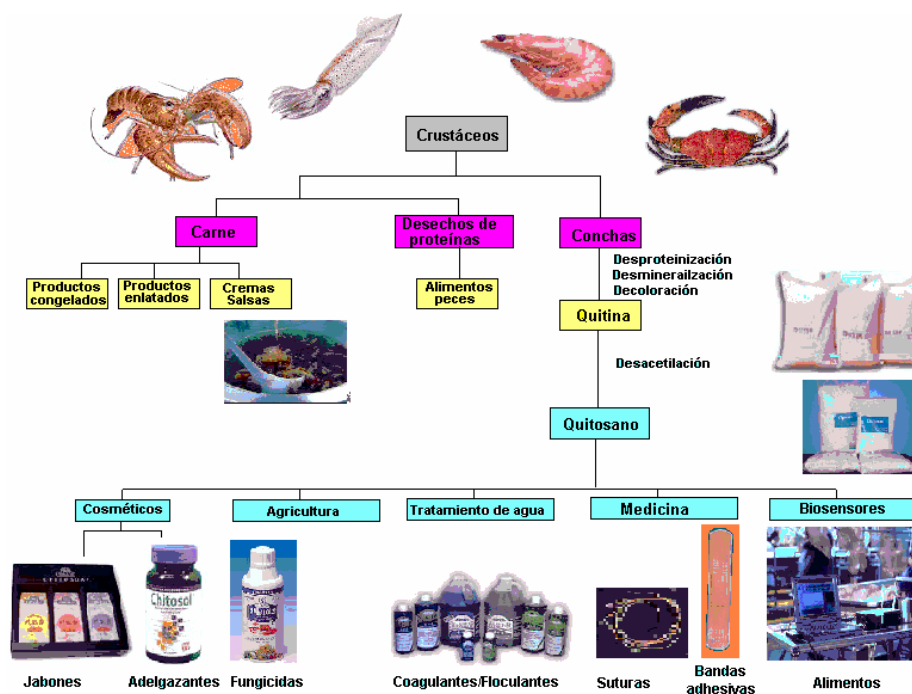 Crustáceos
Carne
Desechos de
proteínas
Conchas
Desproteinización
Desminerailzación
Decoloración
Productos
congelados
Productos
enlatados
Cremas
Salsas
Alimentos
peces
Quitina
Desacetilación
Quitosano
Cosméticos
Agricultura
Tratamiento de agua
Medicina
Biosensores
Chitosol
Jabones
Adelgazantes
Fungicidas
Coagulantes/Floculantes
Suturas
Bandas
adhesivas
Alimentos